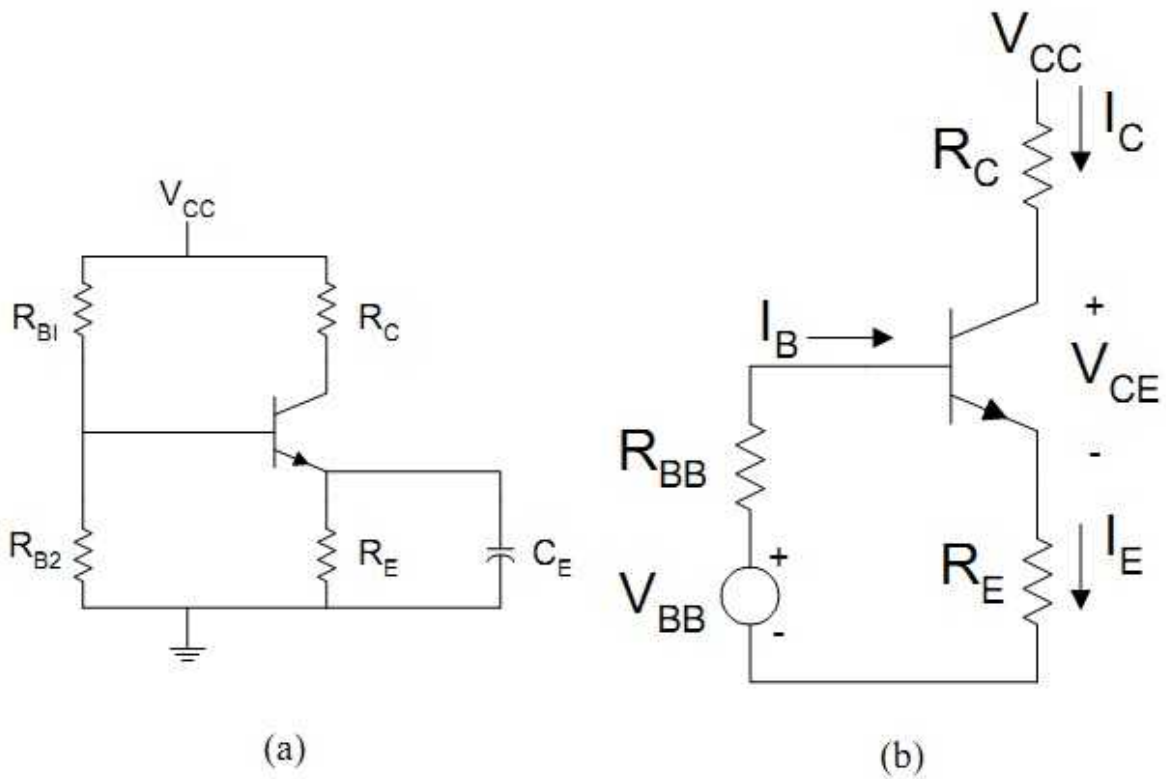 V_CC
R_BI
R_C
R_B2
R_E
C_E
(a)
V_CC
I_C
R_C
I_B
+
V_CE
-
R_BB
V_BB
+
-
R_E
I_E
(b)